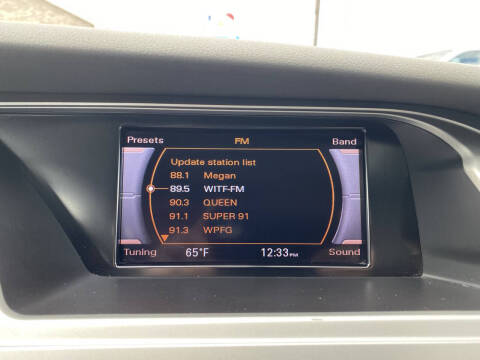 Presets FM Band
Update station list
88.1 Megan
89.5 WITF-FM
90.3 QUEEN
91.1 SUPER 91
91.3 WPFG
Tuning 65°F 12:33PM Sound